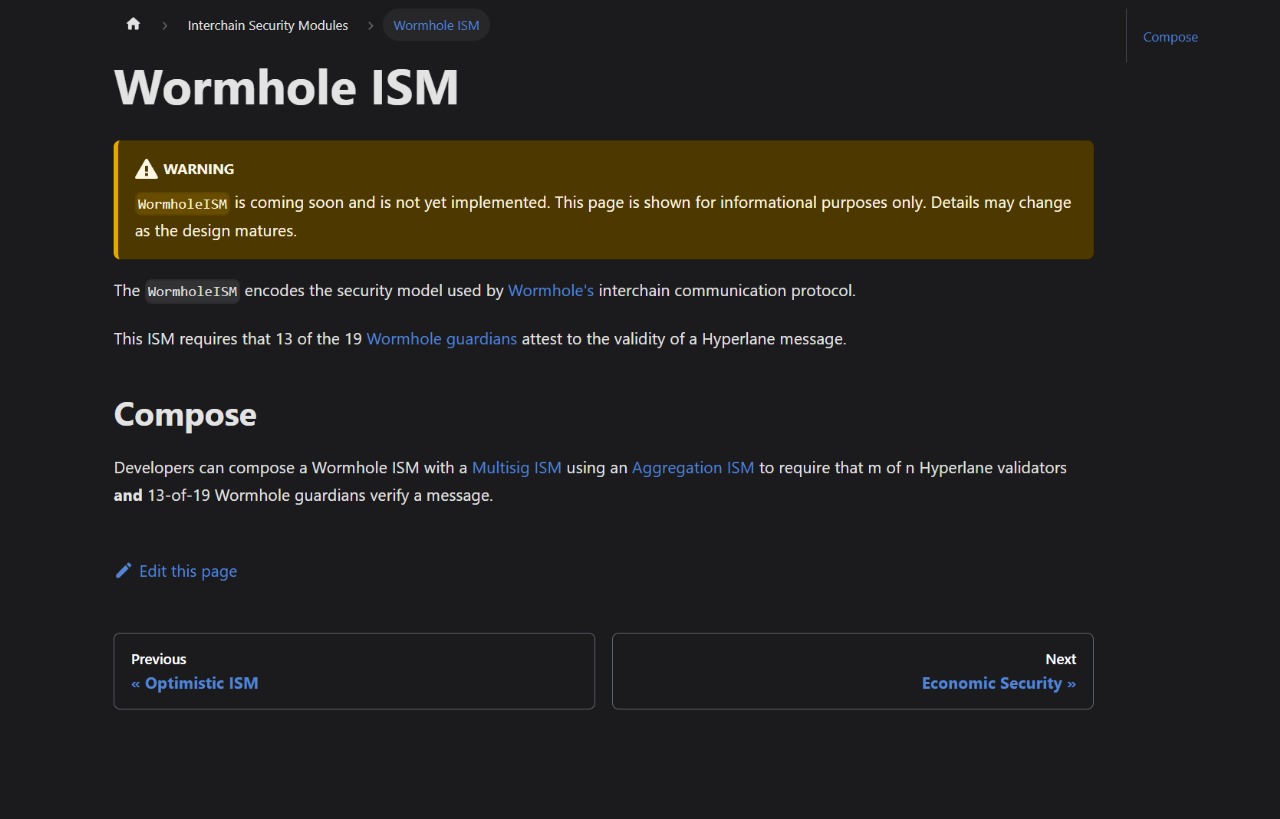 Interchain Security Modules
Wormhole ISM
Compose
Wormhole ISM
WARNING
WormholeISM is coming soon and is not yet implemented. This page is shown for informational purposes only. Details may change
as the design matures.
The WormholeISM encodes the security model used by Wormhole's interchain communication protocol.
This ISM requires that 13 of the 19 Wormhole guardians attest to the validity of a Hyperlane message.
Compose
Developers can compose a Wormhole ISM with a Multisig ISM using an Aggregation ISM to require that m of n Hyperlane validators
and 13-of-19 Wormhole guardians verify a message.
Edit this page
Previous
« Optimistic ISM
Next
Economic Security »